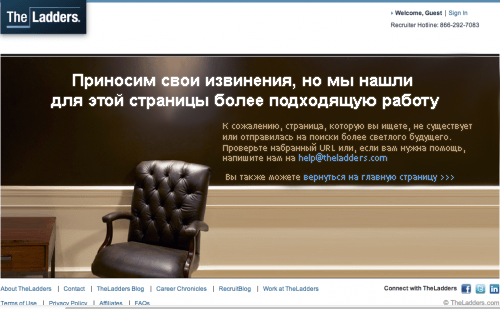 TheLadders.
› Welcome, Guest | Sign In
Recruiter Hotline: 866-292-7083
Приносим свои извинения, но мы нашли
для этой страницы более подходящую работу
К сожалению, страница, которую вы ищете, не существует
или отправилась на поиски более светлого будущего.
Проверьте набранный URL или, если вам нужна помощь,
напишите нам на help@theladders.com
Вы также можете вернуться на главную страницу >>>
About TheLadders | Contact | TheLadders Blog | Career Chronicles | RecruitBlog | Work at TheLadders
Connect with TheLadders
Terms of Use | Privacy Policy | Affiliates | FAQs
© TheLadders.com